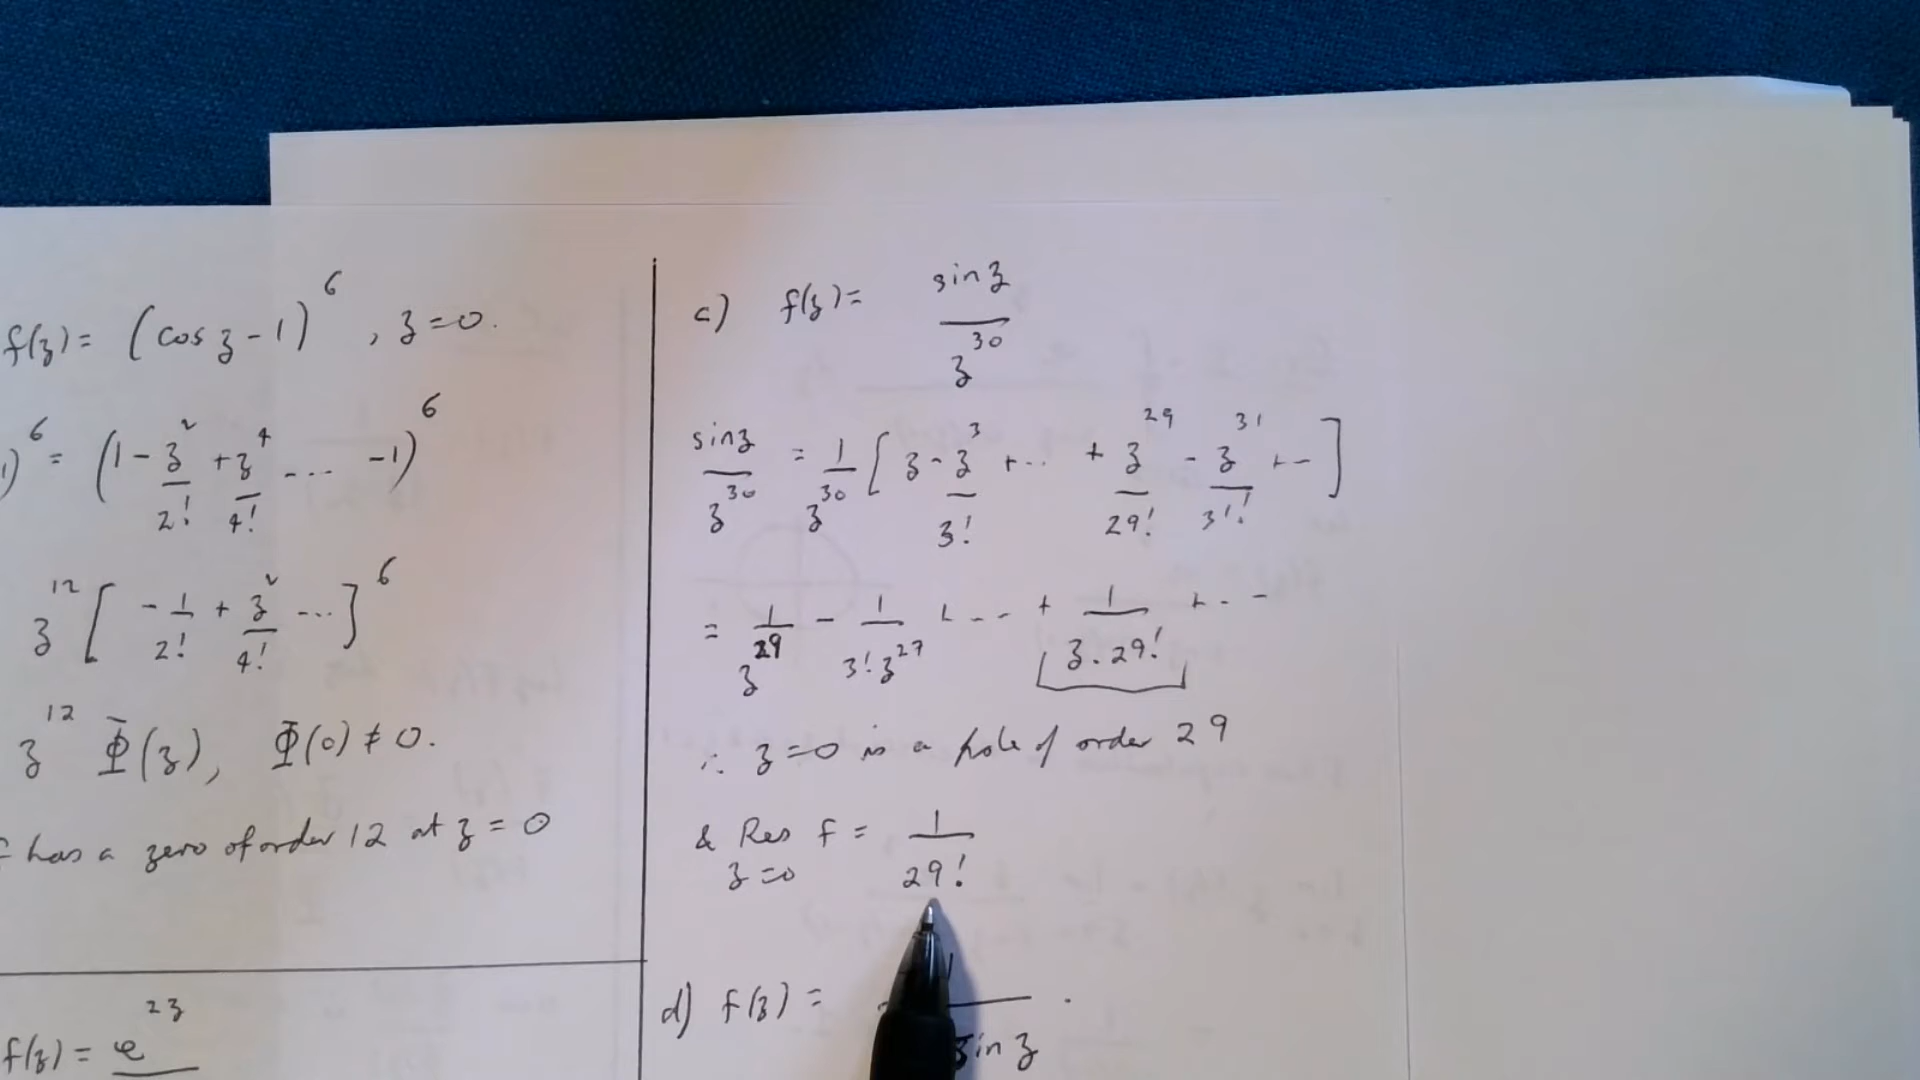 f(z) = (cos z - 1)^6, z = 0.
1)^6 = (1 - z^2/2! + z^4/4! - ... - 1)^6
z^12 [ -1/2! + z^2/4! - ... ]^6
z^12 Φ(z), Φ(0) ≠ 0.
f has a zero of order 12 at z = 0
f(z) = e^2z
c) f(z) = sin z / z^30
sin z / z^30 = 1/z^30 [ z - z^3/3! + ... + z^29/29! - z^31/31! + -- ]
= 1/z^29 - 1/3! z^27 + -- + 1/z.29! + --
∴ z = 0 is a pole of order 29
& Res f = 1/29!
z = 0
d) f(z) = / sin z .